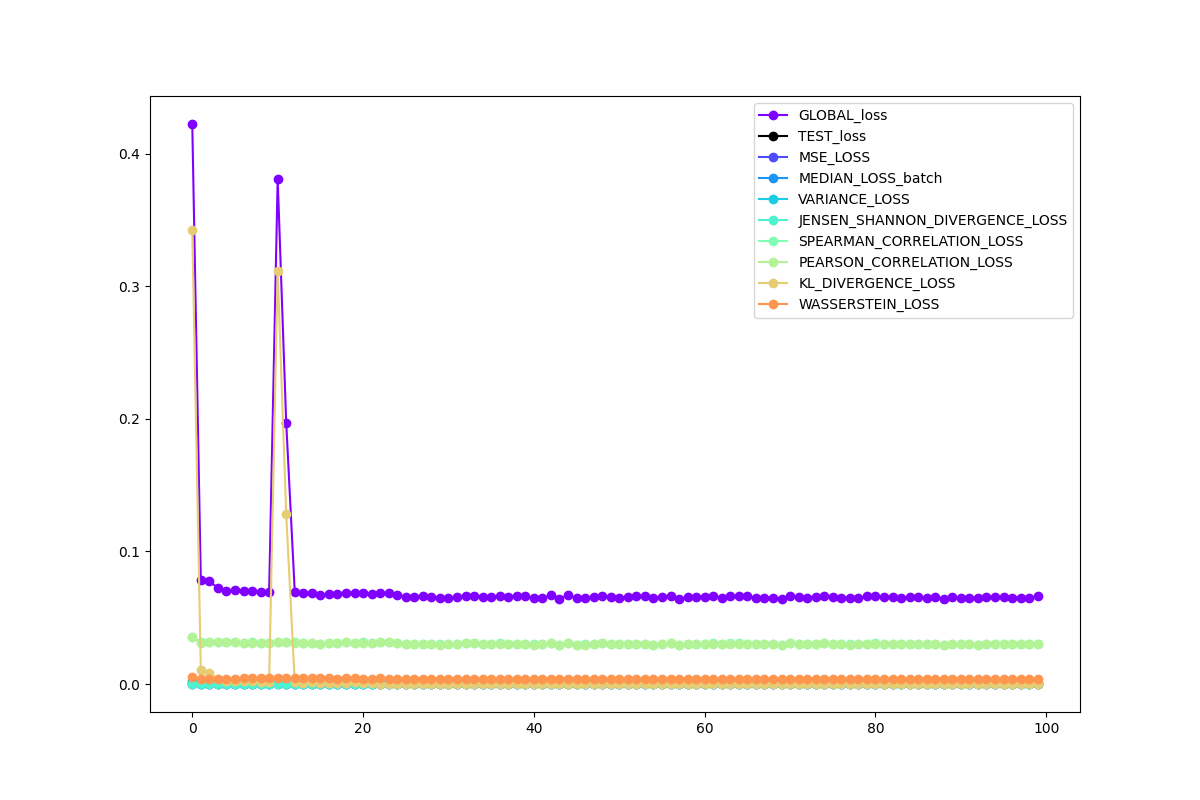 GLOBAL_loss
TEST_loss
MSE_LOSS
MEDIAN_LOSS_batch
VARIANCE_LOSS
JENSEN_SHANNON_DIVERGENCE_LOSS
SPEARMAN_CORRELATION_LOSS
PEARSON_CORRELATION_LOSS
KL_DIVERGENCE_LOSS
WASSERSTEIN_LOSS
0.4
0.3
0.2
0.1
0.0
0 20 40 60 80 100